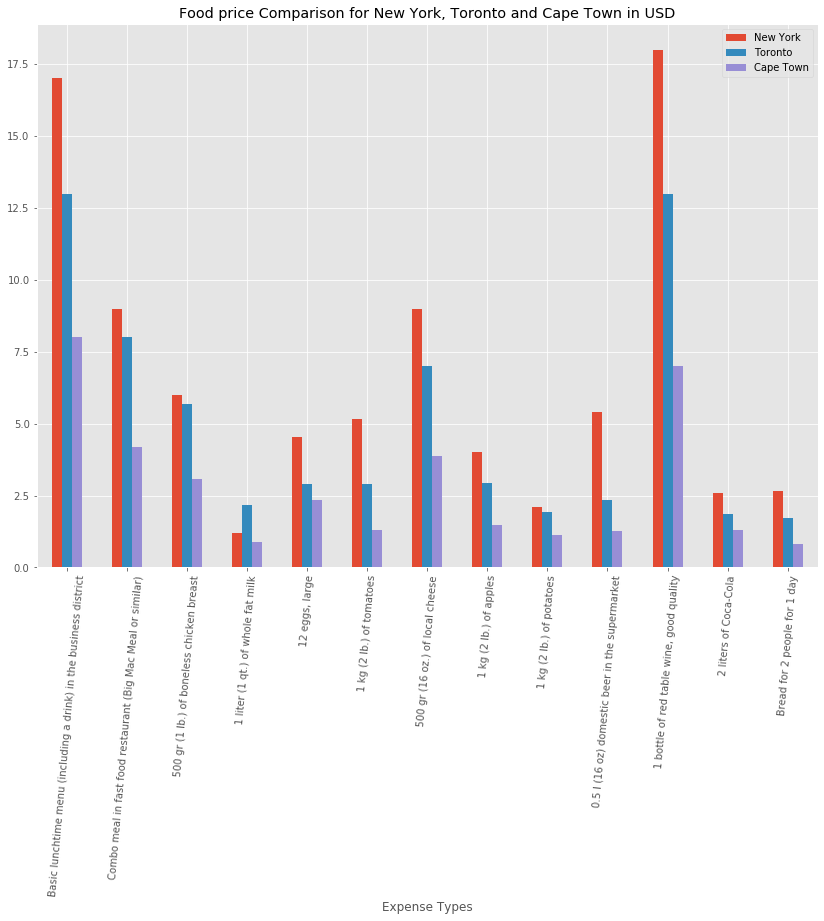 Food price Comparison for New York, Toronto and Cape Town in USD
New York
Toronto
Cape Town
17.5
15.0
12.5
10.0
7.5
5.0
2.5
0.0
Basic lunchtime menu (including a drink) in the business district
Combo meal in fast food restaurant (Big Mac Meal or similar)
500 gr (1 lb.) of boneless chicken breast
1 liter (1 qt.) of whole fat milk
12 eggs, large
1 kg (2 lb.) of tomatoes
500 gr (16 oz.) of local cheese
1 kg (2 lb.) of apples
1 kg (2 lb.) of potatoes
0.5 l (16 oz) domestic beer in the supermarket
1 bottle of red table wine, good quality
2 liters of Coca-Cola
Bread for 2 people for 1 day
Expense Types